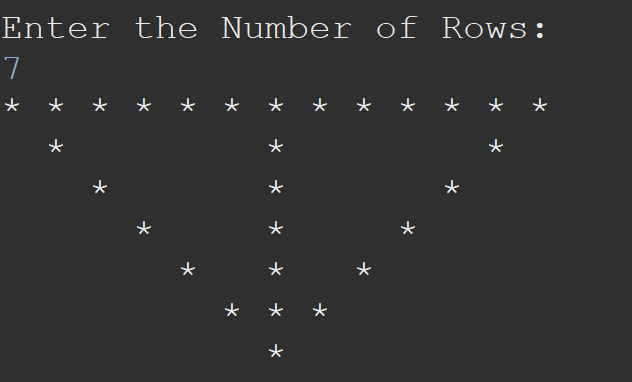 Enter the Number of Rows:
7
* * * * * * * * * * * * *
  *         *         *
    *       *       *
      *     *     *
        *   *   *
          * * *
            *